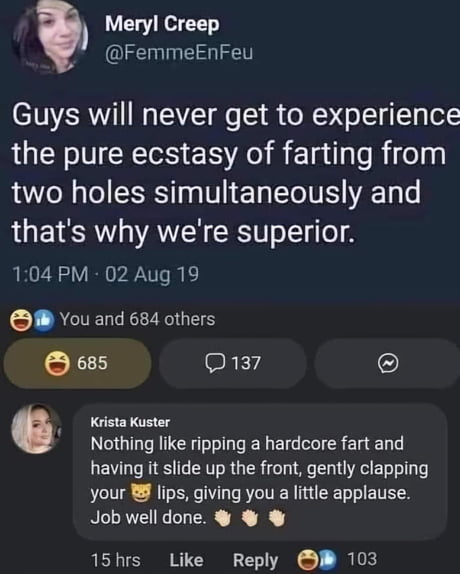 Meryl Creep
@FemmeEnFeu
Guys will never get to experience
the pure ecstasy of farting from
two holes simultaneously and
that's why we're superior.
1:04 PM · 02 Aug 19
😆👍 You and 684 others
😆 685 137
Krista Kuster
Nothing like ripping a hardcore fart and
having it slide up the front, gently clapping
your 😺 lips, giving you a little applause.
Job well done. 👏🏻 👏🏻 👏🏻
15 hrs Like Reply 😆👍 103